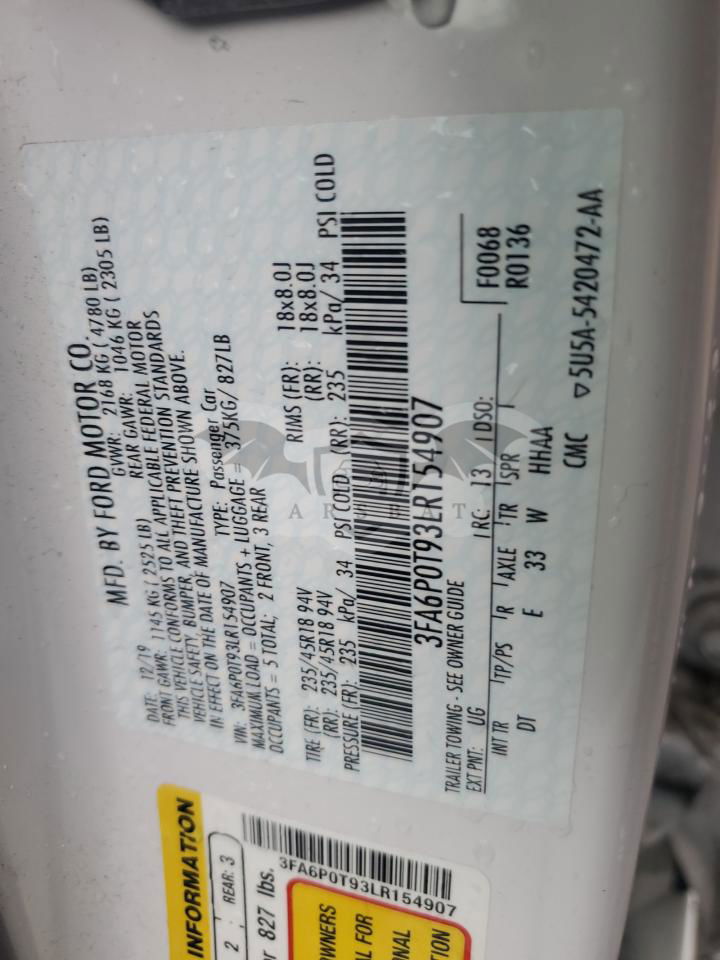 MFD. BY FORD MOTOR CO.
DATE: 12/19 GVWR: 2168 KG ( 4780 LB)
FRONT GAWR: 1145 KG ( 2525 LB) REAR GAWR: 1046 KG ( 2305 LB)
THIS VEHICLE CONFORMS TO ALL APPLICABLE FEDERAL MOTOR
VEHICLE SAFETY, BUMPER, AND THEFT PREVENTION STANDARDS
IN EFFECT ON THE DATE OF MANUFACTURE SHOWN ABOVE.
VIN: 3FA6P0T93LR154907 TYPE: Passenger Car
MAXIMUM LOAD = OCCUPANTS + LUGGAGE = 375KG/ 827LB
OCCUPANTS = 5 TOTAL; 2 FRONT, 3 REAR
TIRE (FR): 235/45R18 94V RIMS (FR): 18x8.0J
(RR): 235/45R18 94V (RR): 18x8.0J
PRESSURE (FR): 235 kPa/ 34 PSI COLD (RR): 235 kPa/ 34 PSI COLD
3FA6P0T93LR154907
TRAILER TOWING - SEE OWNER GUIDE
F0068
R0136
EXT PNT: UG RC: 13 DSO:
INT TR TP/PS R AXLE TR SPR
DT E 33 W HHAA
CMC ▽5U5A-5420472-AA
ARSBAT
INFORMATION
2 ; REAR: 3
827 lbs.
3FA6P0T93LR154907